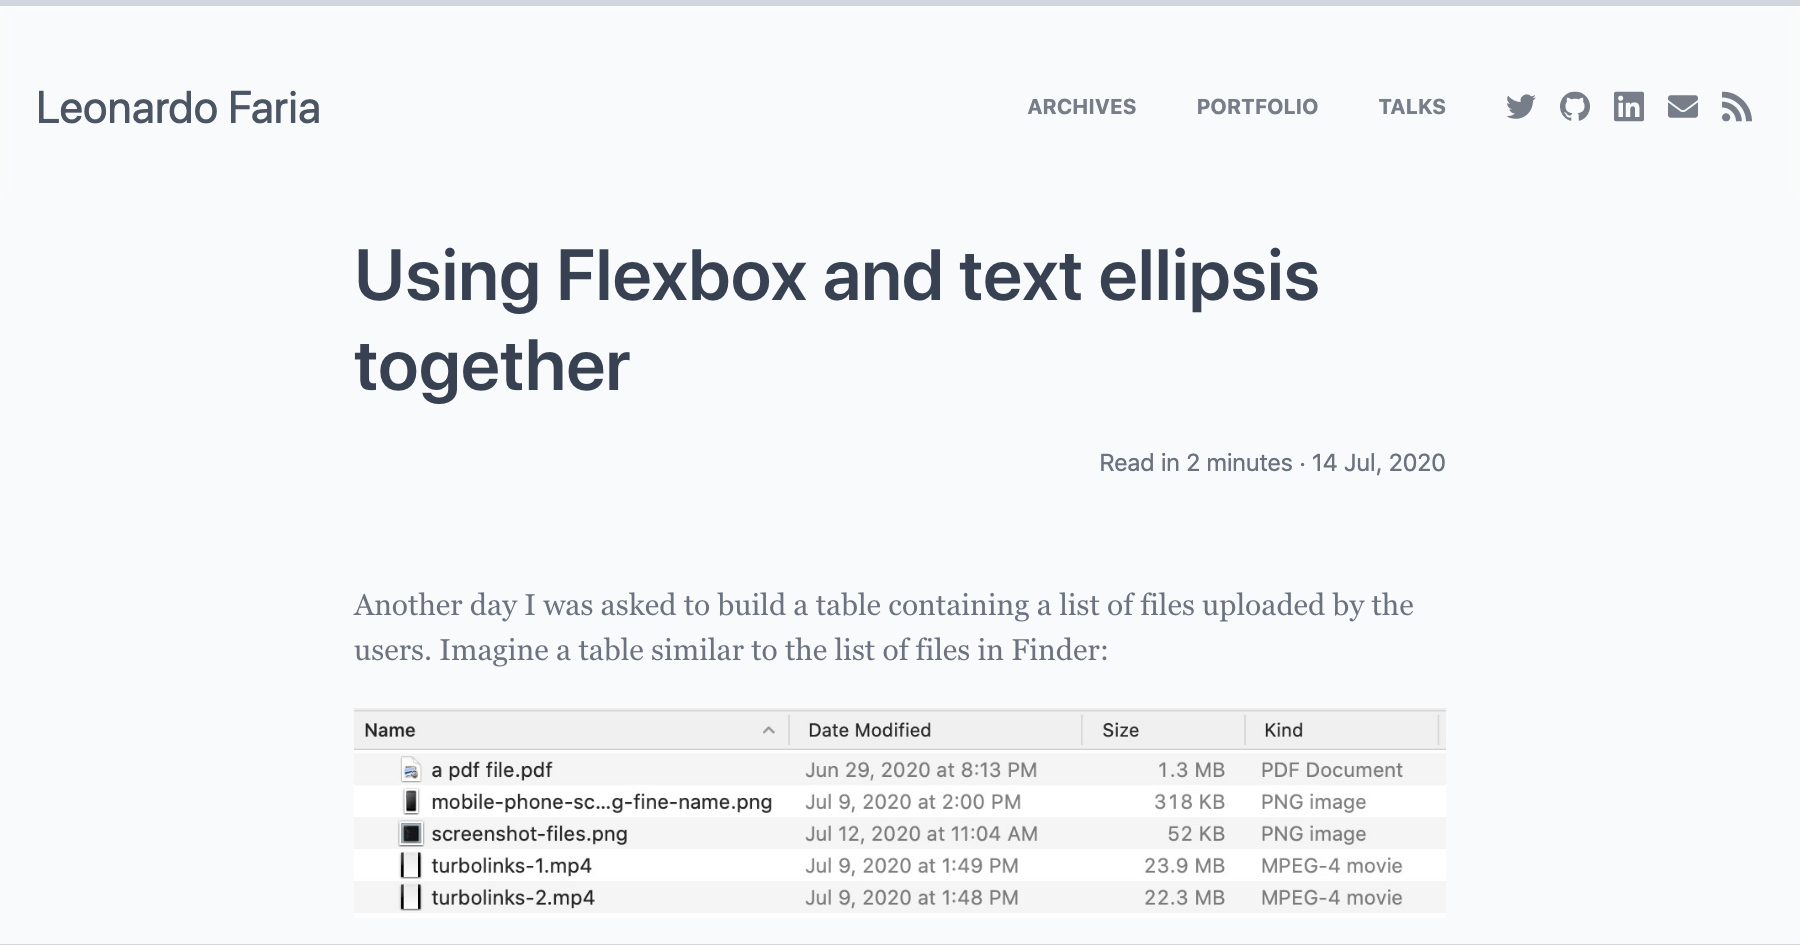 Leonardo Faria
ARCHIVES PORTFOLIO TALKS
Using Flexbox and text ellipsis
together
Read in 2 minutes · 14 Jul, 2020
Another day I was asked to build a table containing a list of files uploaded by the
users. Imagine a table similar to the list of files in Finder:
Name Date Modified Size Kind
a pdf file.pdf Jun 29, 2020 at 8:13 PM 1.3 MB PDF Document
mobile-phone-sc...g-fine-name.png Jul 9, 2020 at 2:00 PM 318 KB PNG image
screenshot-files.png Jul 12, 2020 at 11:04 AM 52 KB PNG image
turbolinks-1.mp4 Jul 9, 2020 at 1:49 PM 23.9 MB MPEG-4 movie
turbolinks-2.mp4 Jul 9, 2020 at 1:48 PM 22.3 MB MPEG-4 movie